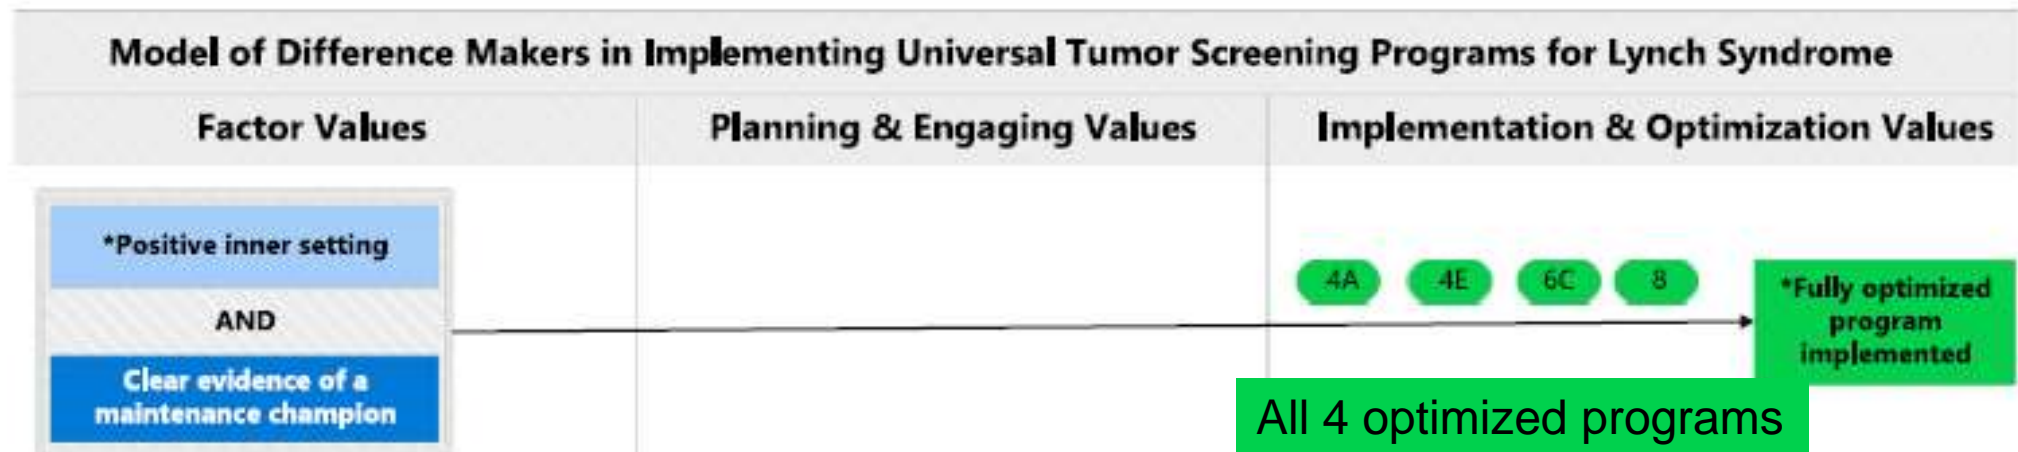 Model of Difference Makers in Implementing Universal Tumor Screening Programs for Lynch Syndrome
Factor Values
Planning & Engaging Values
Implementation & Optimization Values
*Positive inner setting
AND
Clear evidence of a
maintenance champion
4A
4E
6C
8
*Fully optimized
program
implemented
All 4 optimized programs